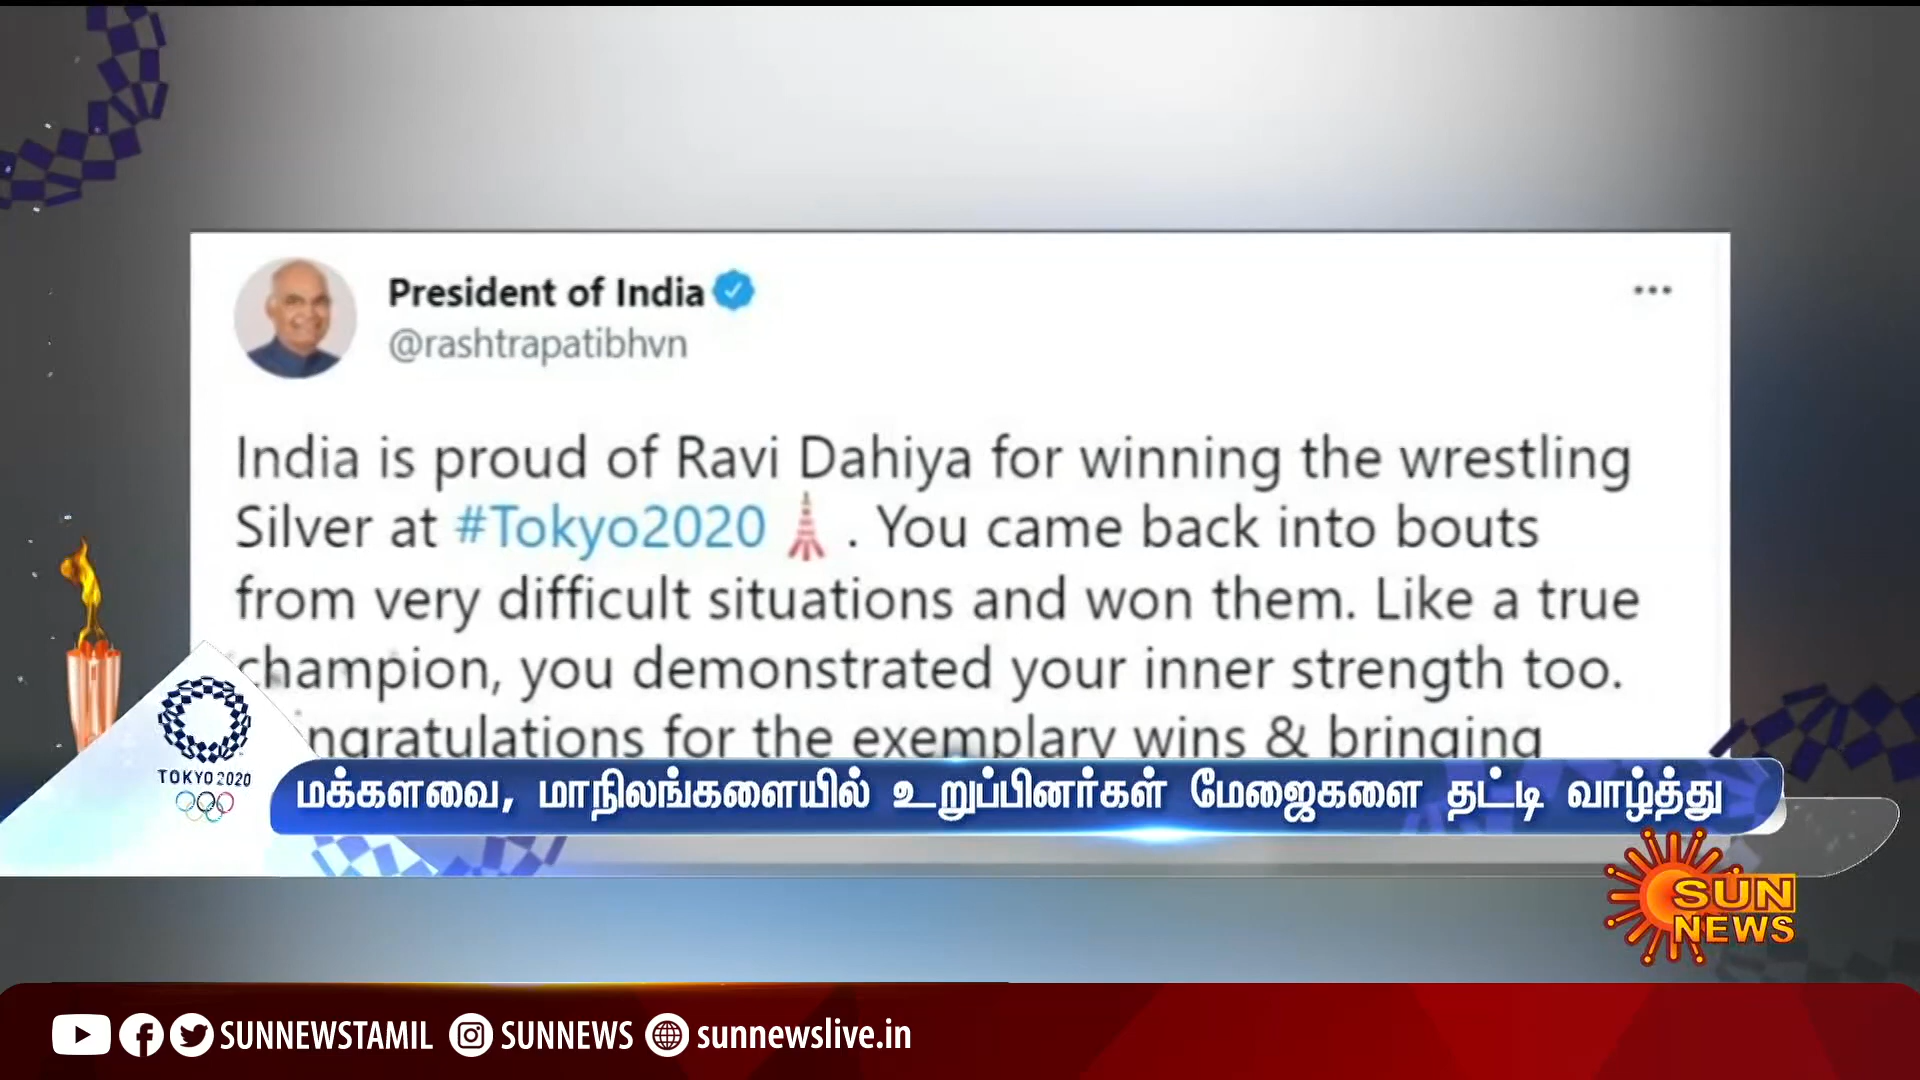 President of India
@rashtrapatibhvn
India is proud of Ravi Dahiya for winning the wrestling
Silver at #Tokyo2020 . You came back into bouts
from very difficult situations and won them. Like a true
champion, you demonstrated your inner strength too.
ngratulations for the exemplary wins & bringing
TOKYO 2020
மக்களவை, மாநிலங்களையில் உறுப்பினர்கள் மேஜைகளை தட்டி வாழ்த்து
SUN
NEWS
SUNNEWSTAMIL SUNNEWS sunnewslive.in